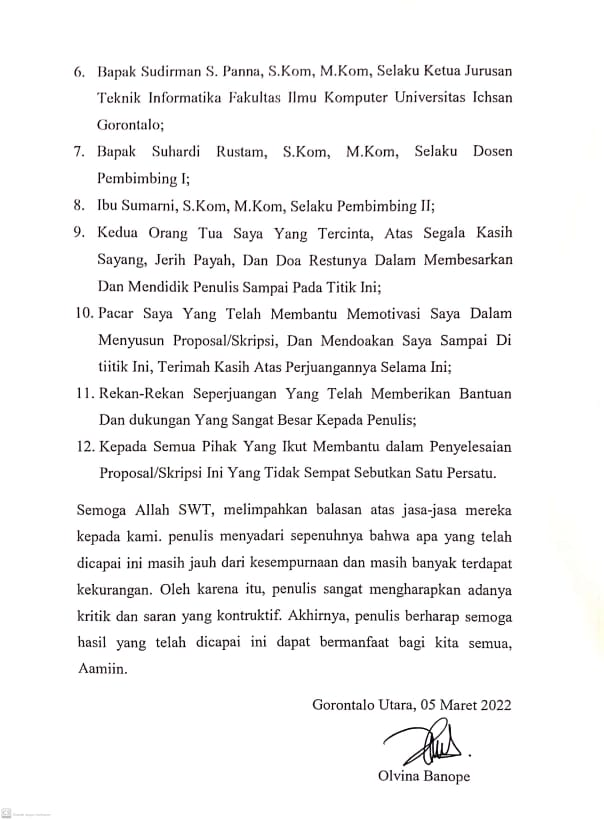 6. Bapak Sudirman S. Panna, S.Kom, M.Kom, Selaku Ketua Jurusan
Teknik Informatika Fakultas Ilmu Komputer Universitas Ichsan
Gorontalo;
7. Bapak Suhardi Rustam, S.Kom, M.Kom, Selaku Dosen
Pembimbing I;
8. Ibu Sumarni, S.Kom, M.Kom, Selaku Pembimbing II;
9. Kedua Orang Tua Saya Yang Tercinta, Atas Segala Kasih
Sayang, Jerih Payah, Dan Doa Restunya Dalam Membesarkan
Dan Mendidik Penulis Sampai Pada Titik Ini;
10. Pacar Saya Yang Telah Membantu Memotivasi Saya Dalam
Menyusun Proposal/Skripsi, Dan Mendoakan Saya Sampai Di
tiitik Ini, Terimah Kasih Atas Perjuangannya Selama Ini;
11. Rekan-Rekan Seperjuangan Yang Telah Memberikan Bantuan
Dan dukungan Yang Sangat Besar Kepada Penulis;
12. Kepada Semua Pihak Yang Ikut Membantu dalam Penyelesaian
Proposal/Skripsi Ini Yang Tidak Sempat Sebutkan Satu Persatu.
Semoga Allah SWT, melimpahkan balasan atas jasa-jasa mereka
kepada kami. penulis menyadari sepenuhnya bahwa apa yang telah
dicapai ini masih jauh dari kesempurnaan dan masih banyak terdapat
kekurangan. Oleh karena itu, penulis sangat mengharapkan adanya
kritik dan saran yang kontruktif. Akhirnya, penulis berharap semoga
hasil yang telah dicapai ini dapat bermanfaat bagi kita semua,
Aamiin.
Gorontalo Utara, 05 Maret 2022
Olvina Banope